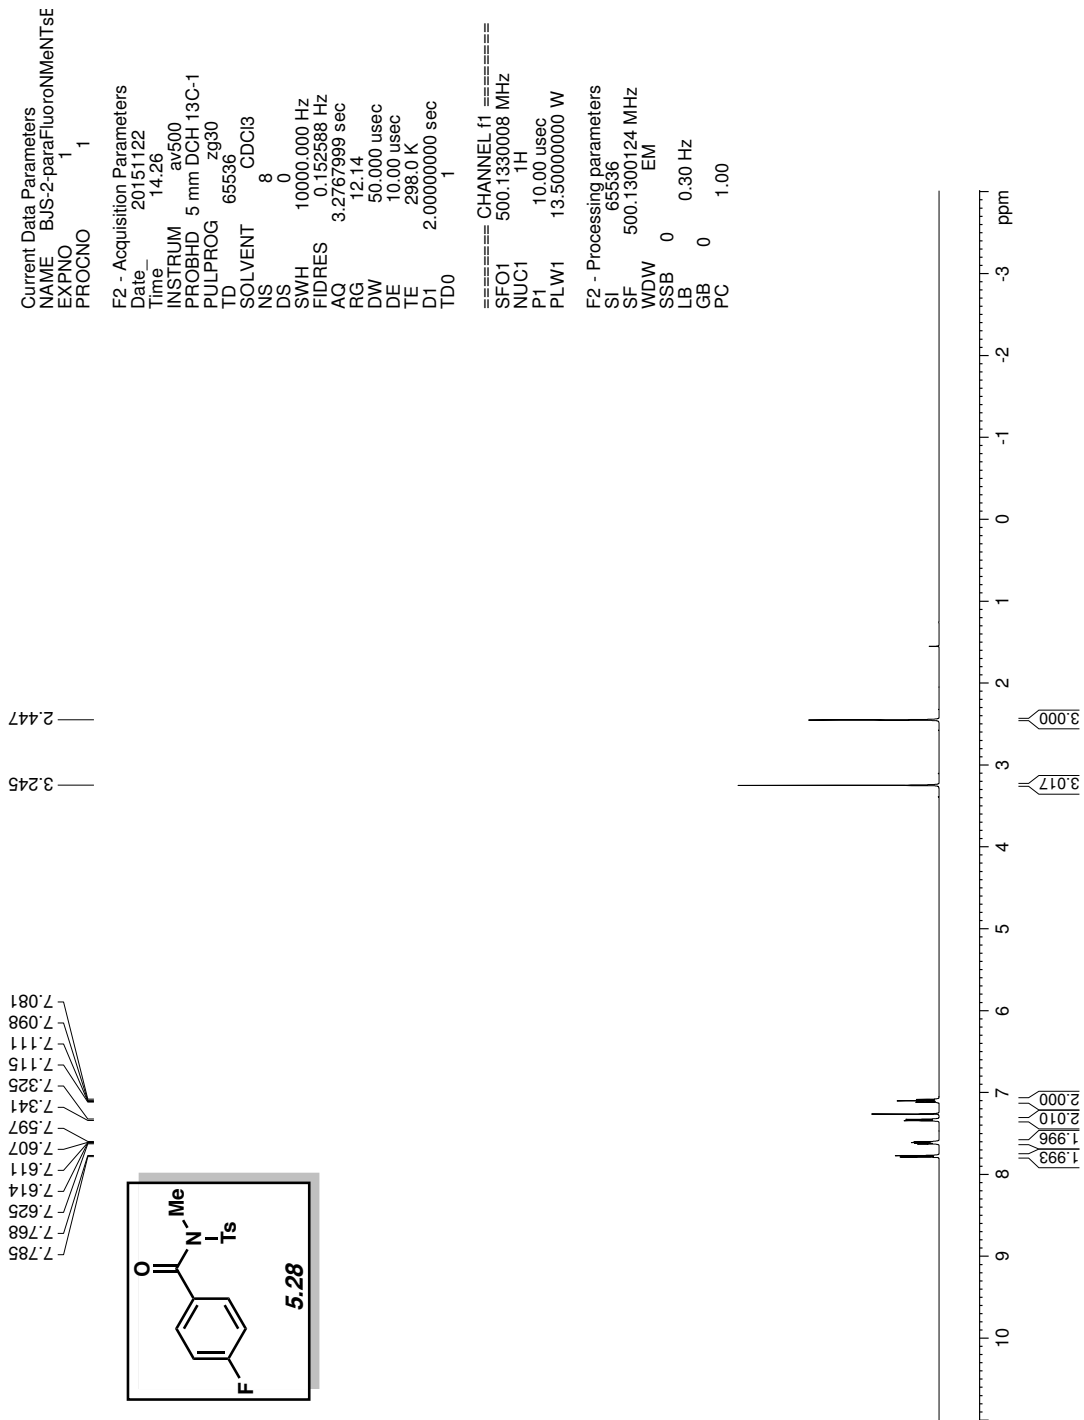 Current Data Parameters
NAME BJS-2-paraFluoroNMeNTsE
EXPNO 1
PROCNO 1
F2 - Acquisition Parameters
Date_ 20151122
Time 14.26
INSTRUM av500
PROBHD 5 mm DCH 13C-1
PULPROG zg30
TD 65536
SOLVENT CDCl3
NS 8
DS 0
SWH 10000.000 Hz
FIDRES 0.152588 Hz
AQ 3.2767999 sec
RG 12.14
DW 50.000 usec
DE 10.00 usec
TE 298.0 K
D1 2.00000000 sec
TD0 1
======== CHANNEL f1 ========
SFO1 500.1330008 MHz
NUC1 1H
P1 10.00 usec
PLW1 13.50000000 W
F2 - Processing parameters
SI 65536
SF 500.1300124 MHz
WDW EM
SSB 0
LB 0.30 Hz
GB 0
PC 1.00
7.785
7.768
7.625
7.614
7.611
7.607
7.597
7.341
7.325
7.115
7.111
7.098
7.081
3.245
2.447
O
N
Me
Ts
F
5.28
10 9 8 7 6 5 4 3 2 1 0 -1 -2 -3 ppm
1.993
1.996
2.010
2.000
3.017
3.000